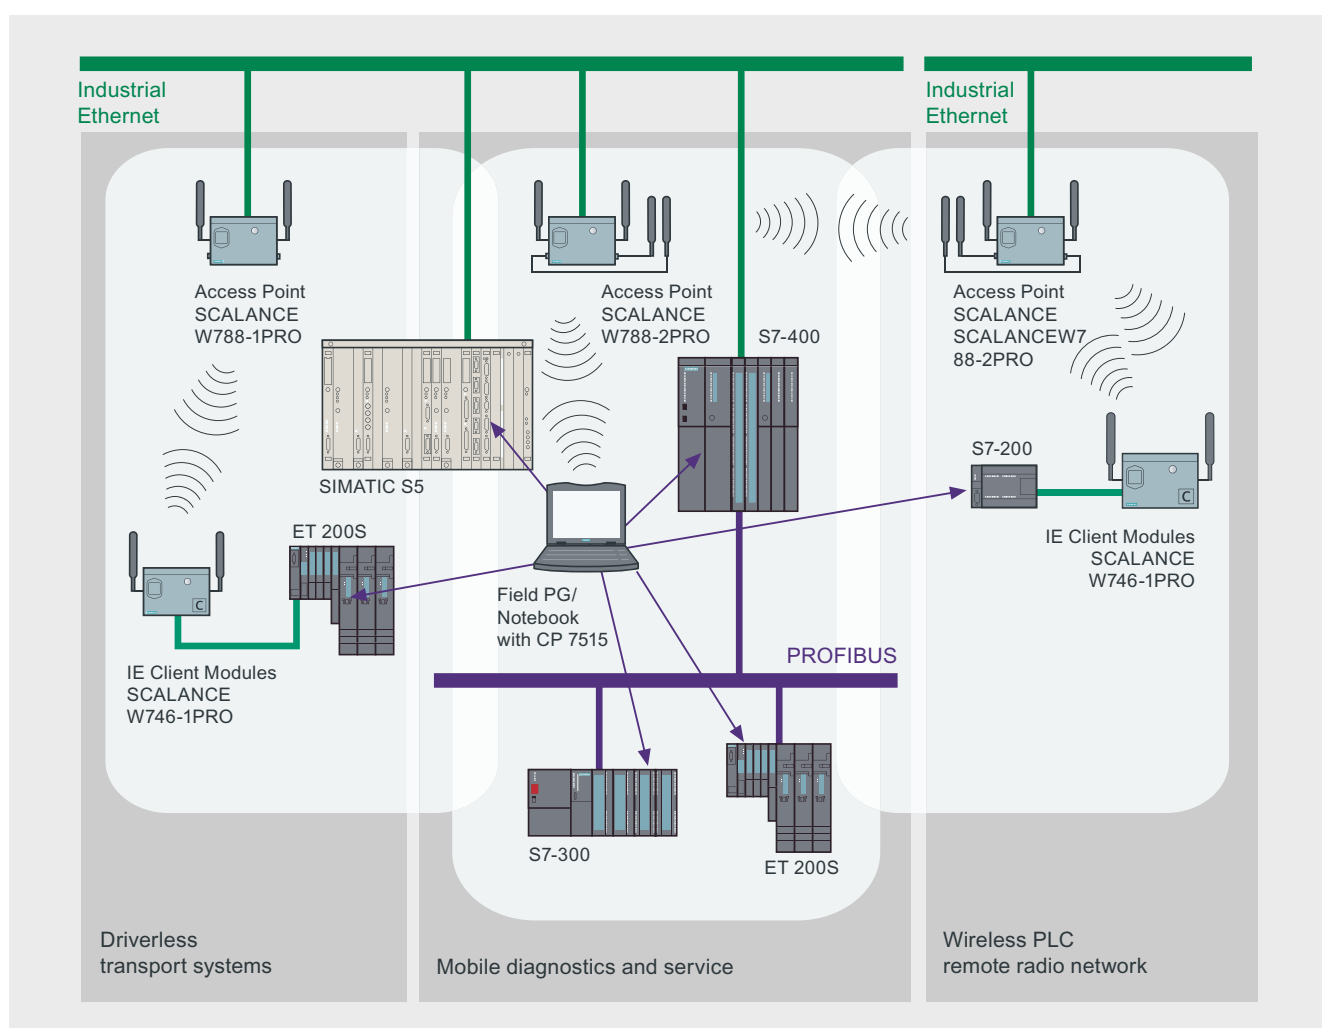 Industrial
Ethernet
Industrial
Ethernet
Access Point
SCALANCE
W788-1PRO
Access Point
SCALANCE
W788-2PRO
S7-400
Access Point
SCALANCE
SCALANCEW7
88-2PRO
SIMATIC S5
S7-200
ET 200S
C
C
IE Client Modules
SCALANCE
W746-1PRO
Field PG/
Notebook
with CP 7515
IE Client Modules
SCALANCE
W746-1PRO
PROFIBUS
S7-300
ET 200S
Driverless
transport systems
Mobile diagnostics and service
Wireless PLC
remote radio network